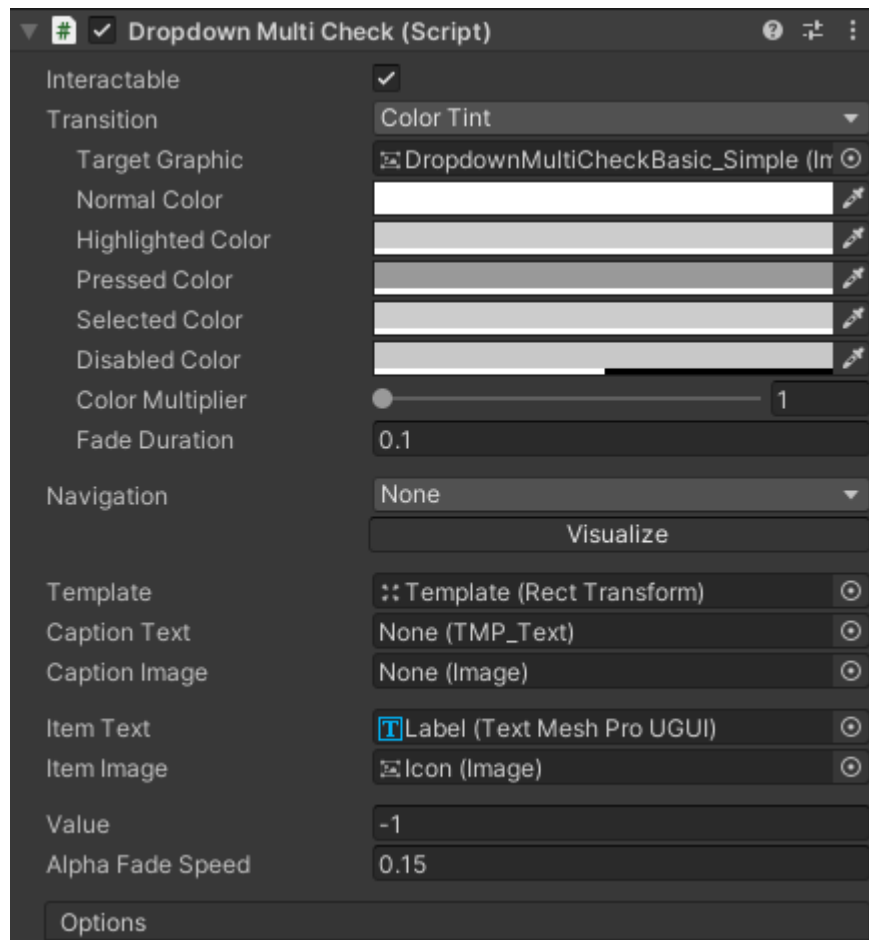 Dropdown Multi Check (Script)
Interactable
Transition Color Tint
Target Graphic DropdownMultiCheckBasic_Simple (Im
Normal Color
Highlighted Color
Pressed Color
Selected Color
Disabled Color
Color Multiplier 1
Fade Duration 0.1
Navigation None
Visualize
Template Template (Rect Transform)
Caption Text None (TMP_Text)
Caption Image None (Image)
Item Text Label (Text Mesh Pro UGUI)
Item Image Icon (Image)
Value -1
Alpha Fade Speed 0.15
Options